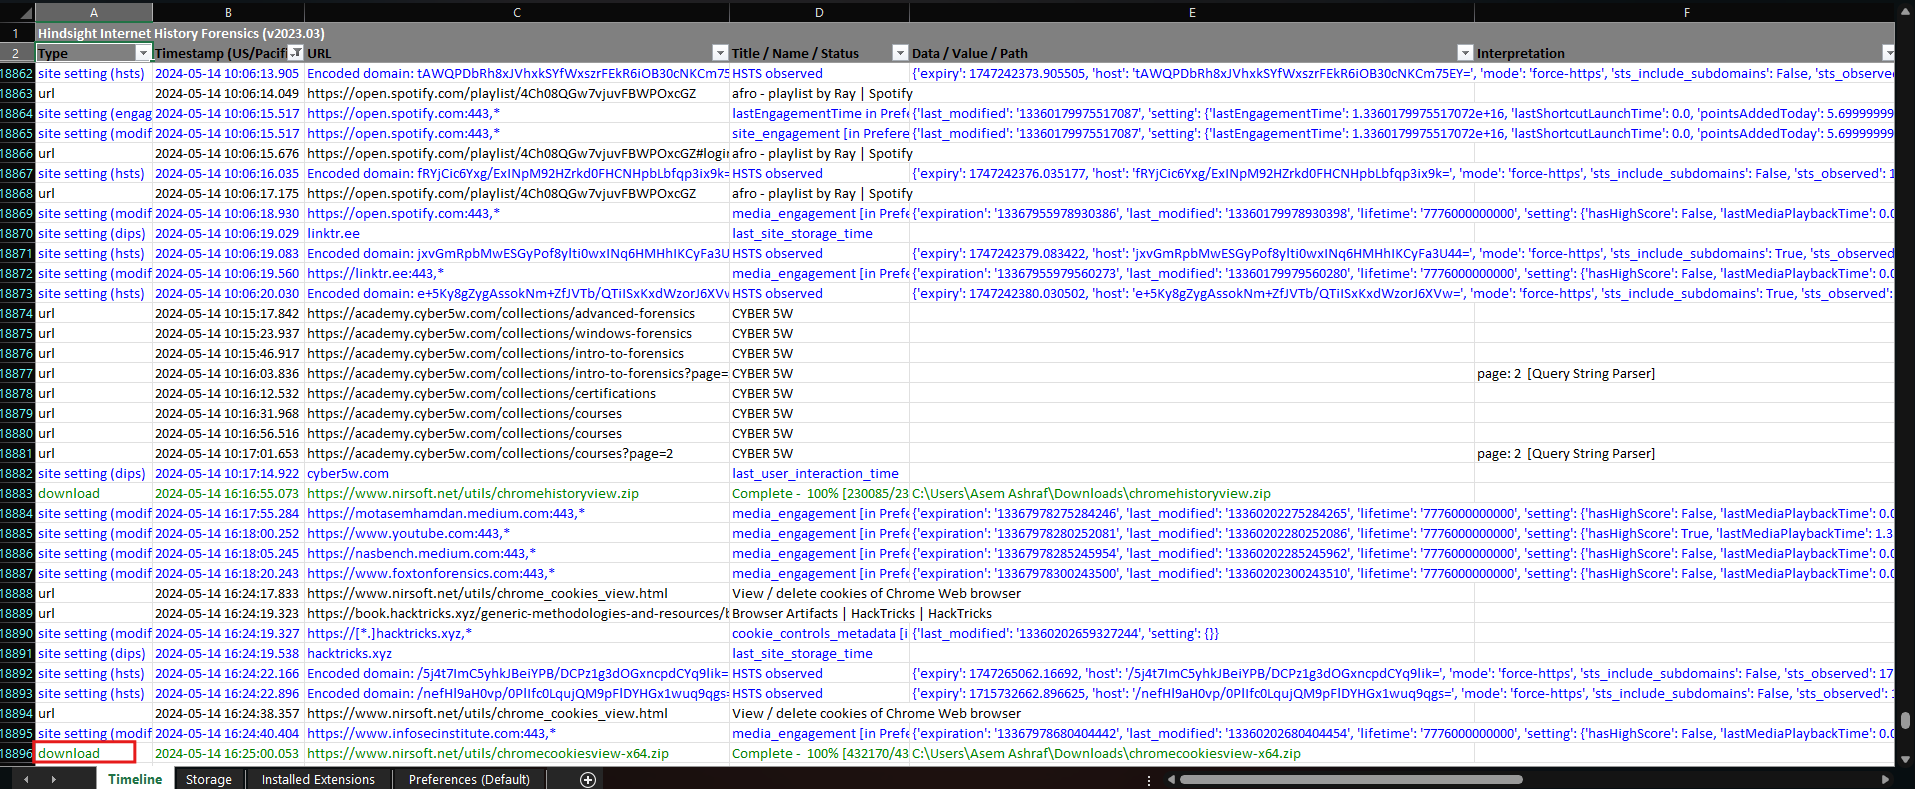 A B C D E F
1 Hindsight Internet History Forensics (v2023.03)
2 Type Timestamp (US/Pacifi URL Title / Name / Status Data / Value / Path Interpretation
18862 site setting (hsts) 2024-05-14 10:06:13.905 Encoded domain: tAWQPDbRh8xJVhxkSYfWxszrFEkR6iOB30cNKCm75 HSTS observed {'expiry': 1747242373.905505, 'host': 'tAWQPDbRh8xJVhxkSYfWxszrFEkR6iOB30cNKCm75EY=', 'mode': 'force-https', 'sts_include_subdomains': False, 'sts_observe
18863 url 2024-05-14 10:06:14.049 https://open.spotify.com/playlist/4Ch08QGw7vjuvFBWPOxcGZ afro - playlist by Ray | Spotify
18864 site setting (engag 2024-05-14 10:06:15.517 https://open.spotify.com:443,* lastEngagementTime in Prefe {'last_modified': '13360179975517087', 'setting': {'lastEngagementTime': 1.3360179975517072e+16, 'lastShortcutLaunchTime': 0.0, 'pointsAddedToday': 5.69999999
18865 site setting (modif 2024-05-14 10:06:15.517 https://open.spotify.com:443,* site_engagement [in Prefere {'last_modified': '13360179975517087', 'setting': {'lastEngagementTime': 1.3360179975517072e+16, 'lastShortcutLaunchTime': 0.0, 'pointsAddedToday': 5.69999999
18866 url 2024-05-14 10:06:15.676 https://open.spotify.com/playlist/4Ch08QGw7vjuvFBWPOxcGZ#login afro - playlist by Ray | Spotify
18867 site setting (hsts) 2024-05-14 10:06:16.035 Encoded domain: fRYjCic6Yxg/ExINpM92HZrkd0FHCNHpbLbfqp3ix9k= HSTS observed {'expiry': 1747242376.035177, 'host': 'fRYjCic6Yxg/ExINpM92HZrkd0FHCNHpbLbfqp3ix9k=', 'mode': 'force-https', 'sts_include_subdomains': False, 'sts_observed': 1
18868 url 2024-05-14 10:06:17.175 https://open.spotify.com/playlist/4Ch08QGw7vjuvFBWPOxcGZ afro - playlist by Ray | Spotify
18869 site setting (modif 2024-05-14 10:06:18.930 https://open.spotify.com:443,* media_engagement [in Prefe {'expiration': '13367955978930386', 'last_modified': '13360179978930398', 'lifetime': '7776000000000', 'setting': {'hasHighScore': False, 'lastMediaPlaybackTime': 0.0
18870 site setting (dips) 2024-05-14 10:06:19.029 linktr.ee last_site_storage_time
18871 site setting (hsts) 2024-05-14 10:06:19.083 Encoded domain: jxvGmRpbMwESGyPof8ylti0wxINq6HMHhIKCyFa3U HSTS observed {'expiry': 1747242379.083422, 'host': 'jxvGmRpbMwESGyPof8ylti0wxINq6HMHhIKCyFa3U44=', 'mode': 'force-https', 'sts_include_subdomains': True, 'sts_observed'
18872 site setting (modif 2024-05-14 10:06:19.560 https://linktr.ee:443,* media_engagement [in Prefe {'expiration': '13367955979560273', 'last_modified': '13360179979560280', 'lifetime': '7776000000000', 'setting': {'hasHighScore': False, 'lastMediaPlaybackTime': 0.0
18873 site setting (hsts) 2024-05-14 10:06:20.030 Encoded domain: e+5Ky8gZygAssokNm+ZfJVTb/QTiISxKxdWzorJ6XVw HSTS observed {'expiry': 1747242380.030502, 'host': 'e+5Ky8gZygAssokNm+ZfJVTb/QTiISxKxdWzorJ6XVw=', 'mode': 'force-https', 'sts_include_subdomains': True, 'sts_observed':
18874 url 2024-05-14 10:15:17.842 https://academy.cyber5w.com/collections/advanced-forensics CYBER 5W
18875 url 2024-05-14 10:15:23.937 https://academy.cyber5w.com/collections/windows-forensics CYBER 5W
18876 url 2024-05-14 10:15:46.917 https://academy.cyber5w.com/collections/intro-to-forensics CYBER 5W
18877 url 2024-05-14 10:16:03.836 https://academy.cyber5w.com/collections/intro-to-forensics?page= CYBER 5W page: 2 [Query String Parser]
18878 url 2024-05-14 10:16:12.532 https://academy.cyber5w.com/collections/certifications CYBER 5W
18879 url 2024-05-14 10:16:31.968 https://academy.cyber5w.com/collections/courses CYBER 5W
18880 url 2024-05-14 10:16:56.516 https://academy.cyber5w.com/collections/courses CYBER 5W
18881 url 2024-05-14 10:17:01.653 https://academy.cyber5w.com/collections/courses?page=2 CYBER 5W page: 2 [Query String Parser]
18882 site setting (dips) 2024-05-14 10:17:14.922 cyber5w.com last_user_interaction_time
18883 download 2024-05-14 16:16:55.073 https://www.nirsoft.net/utils/chromehistoryview.zip Complete - 100% [230085/23 C:\Users\Asem Ashraf\Downloads\chromehistoryview.zip
18884 site setting (modif 2024-05-14 16:17:55.284 https://motasemhamdan.medium.com:443,* media_engagement [in Prefe {'expiration': '13367978275284246', 'last_modified': '13360202275284265', 'lifetime': '7776000000000', 'setting': {'hasHighScore': False, 'lastMediaPlaybackTime': 0.0
18885 site setting (modif 2024-05-14 16:18:00.252 https://www.youtube.com:443,* media_engagement [in Prefe {'expiration': '13367978280252081', 'last_modified': '13360202280252086', 'lifetime': '7776000000000', 'setting': {'hasHighScore': True, 'lastMediaPlaybackTime': 1.3
18886 site setting (modif 2024-05-14 16:18:05.245 https://nasbench.medium.com:443,* media_engagement [in Prefe {'expiration': '13367978285245954', 'last_modified': '13360202285245962', 'lifetime': '7776000000000', 'setting': {'hasHighScore': False, 'lastMediaPlaybackTime': 0.0
18887 site setting (modif 2024-05-14 16:18:20.243 https://www.foxtonforensics.com:443,* media_engagement [in Prefe {'expiration': '13367978300243500', 'last_modified': '13360202300243510', 'lifetime': '7776000000000', 'setting': {'hasHighScore': False, 'lastMediaPlaybackTime': 0.0
18888 url 2024-05-14 16:24:17.833 https://www.nirsoft.net/utils/chrome_cookies_view.html View / delete cookies of Chrome Web browser
18889 url 2024-05-14 16:24:19.323 https://book.hacktricks.xyz/generic-methodologies-and-resources/b Browser Artifacts | HackTricks | HackTricks
18890 site setting (modif 2024-05-14 16:24:19.327 https://[*.]hacktricks.xyz,* cookie_controls_metadata [i {'last_modified': '13360202659327244', 'setting': {}}
18891 site setting (dips) 2024-05-14 16:24:19.538 hacktricks.xyz last_site_storage_time
18892 site setting (hsts) 2024-05-14 16:24:22.166 Encoded domain: /5j4t7ImC5yhkJBeiYPB/DCPz1g3dOGxncpdCYq9lik= HSTS observed {'expiry': 1747265062.16692, 'host': '/5j4t7ImC5yhkJBeiYPB/DCPz1g3dOGxncpdCYq9lik=', 'mode': 'force-https', 'sts_include_subdomains': False, 'sts_observed': 17
18893 site setting (hsts) 2024-05-14 16:24:22.896 Encoded domain: /nefHl9aH0vp/0PlIfc0LqujQM9pFlDYHGx1wuq9qgs= HSTS observed {'expiry': 1715732662.896625, 'host': '/nefHl9aH0vp/0PlIfc0LqujQM9pFlDYHGx1wuq9qgs=', 'mode': 'force-https', 'sts_include_subdomains': False, 'sts_observed':
18894 url 2024-05-14 16:24:38.357 https://www.nirsoft.net/utils/chrome_cookies_view.html View / delete cookies of Chrome Web browser
18895 site setting (modif 2024-05-14 16:24:40.404 https://www.infosecinstitute.com:443,* media_engagement [in Prefe {'expiration': '13367978680404442', 'last_modified': '13360202680404454', 'lifetime': '7776000000000', 'setting': {'hasHighScore': False, 'lastMediaPlaybackTime': 0.0
18896 download 2024-05-14 16:25:00.053 https://www.nirsoft.net/utils/chromecookiesview-x64.zip Complete - 100% [432170/43 C:\Users\Asem Ashraf\Downloads\chromecookiesview-x64.zip
Timeline Storage Installed Extensions Preferences (Default)